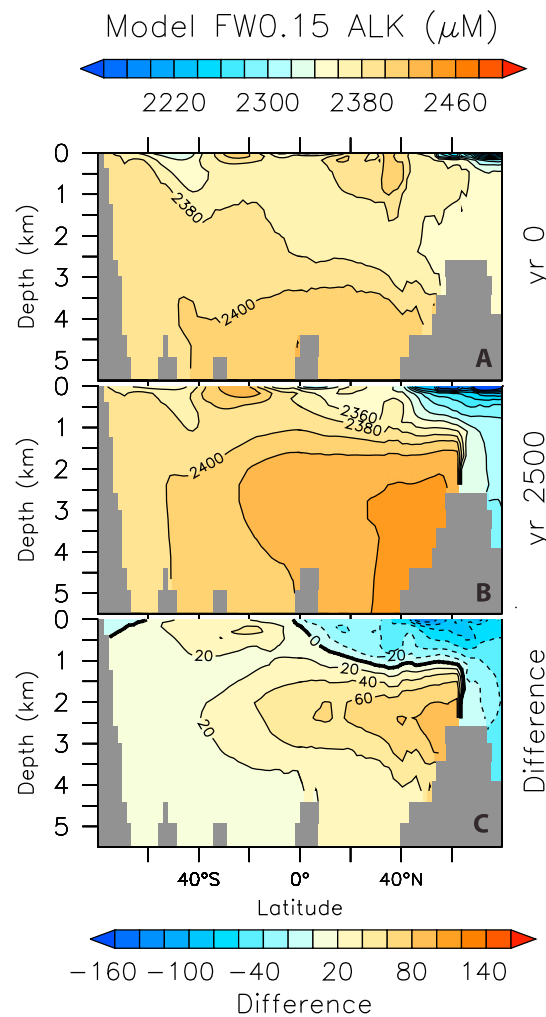 Model FW0.15 ALK (μM)
2220 2300 2380 2460
0
1
2
3
4
5
Depth (km)
2380
2400
yr 0
A
0
1
2
3
4
5
Depth (km)
2360
2380
2400
yr 2500
B
0
1
2
3
4
5
Depth (km)
0
-20
20
20
40
60
20
Difference
C
40°S 0° 40°N
Latitude
−160 −100 −40 20 80 140
Difference